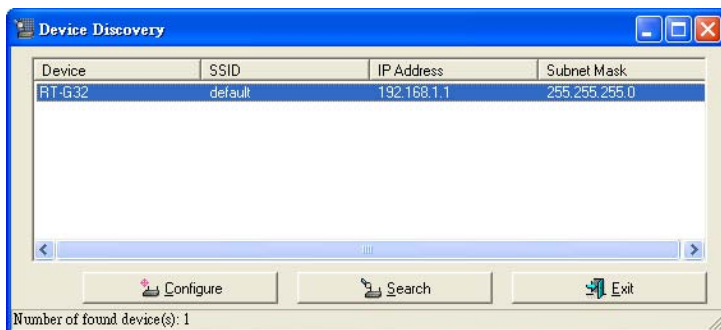 Device Discovery
Device SSID IP Address Subnet Mask
RT-G32 default 192.168.1.1 255.255.255.0
Configure Search Exit
Number of found device(s): 1